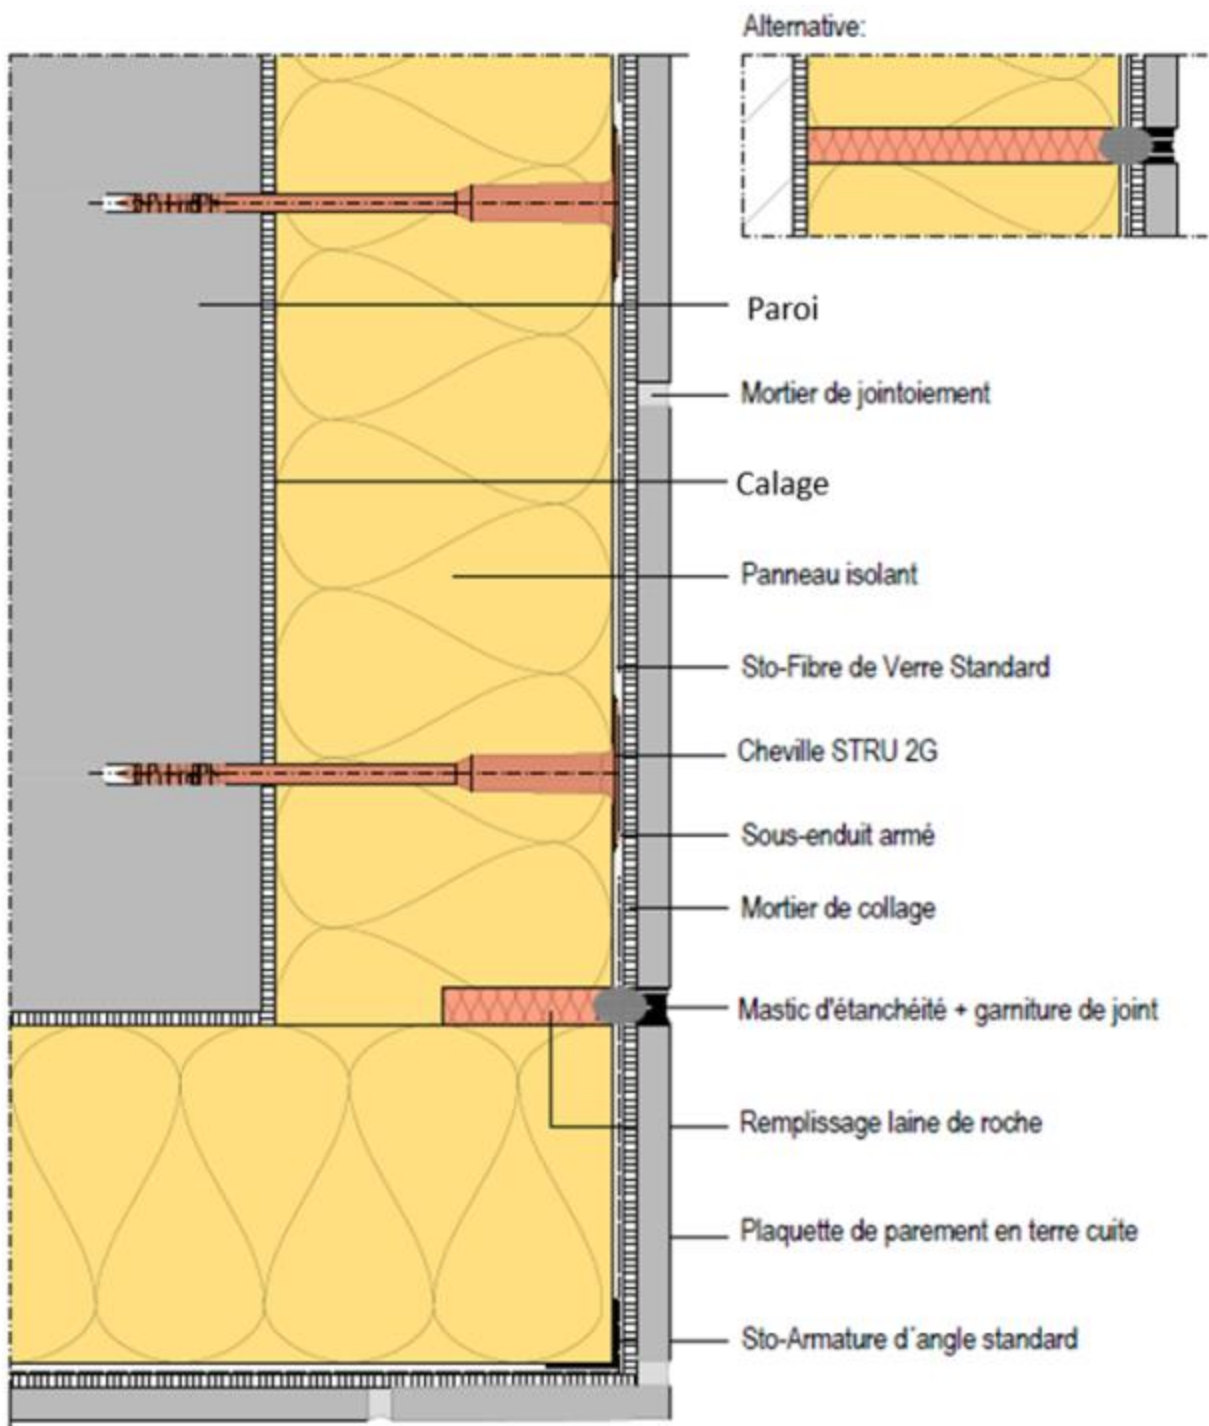 Alternative:
Paroi
Mortier de jointoiement
Calage
Panneau isolant
Sto-Fibre de Verre Standard
Cheville STRU 2G
Sous-enduit armé
Mortier de collage
Mastic d'étanchéité + garniture de joint
Remplissage laine de roche
Plaquette de parement en terre cuite
Sto-Armature d´angle standard